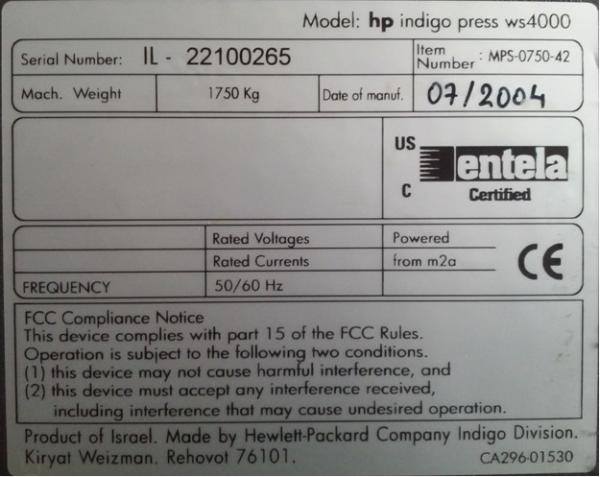 Model: hp indigo press ws4000
Serial Number: IL - 22100265 Item Number : MPS-0750-42
Mach. Weight 1750 Kg Date of manuf. 07/2004
US
entela
C Certified
Rated Voltages Powered
Rated Currents from m2a CE
FREQUENCY 50/60 Hz
FCC Compliance Notice
This device complies with part 15 of the FCC Rules.
Operation is subject to the following two conditions.
(1) this device may not cause harmful interference, and
(2) this device must accept any interference received,
including interference that may cause undesired operation.
Product of Israel. Made by Hewlett-Packard Company Indigo Division.
Kiryat Weizman. Rehovot 76101. CA296-01530